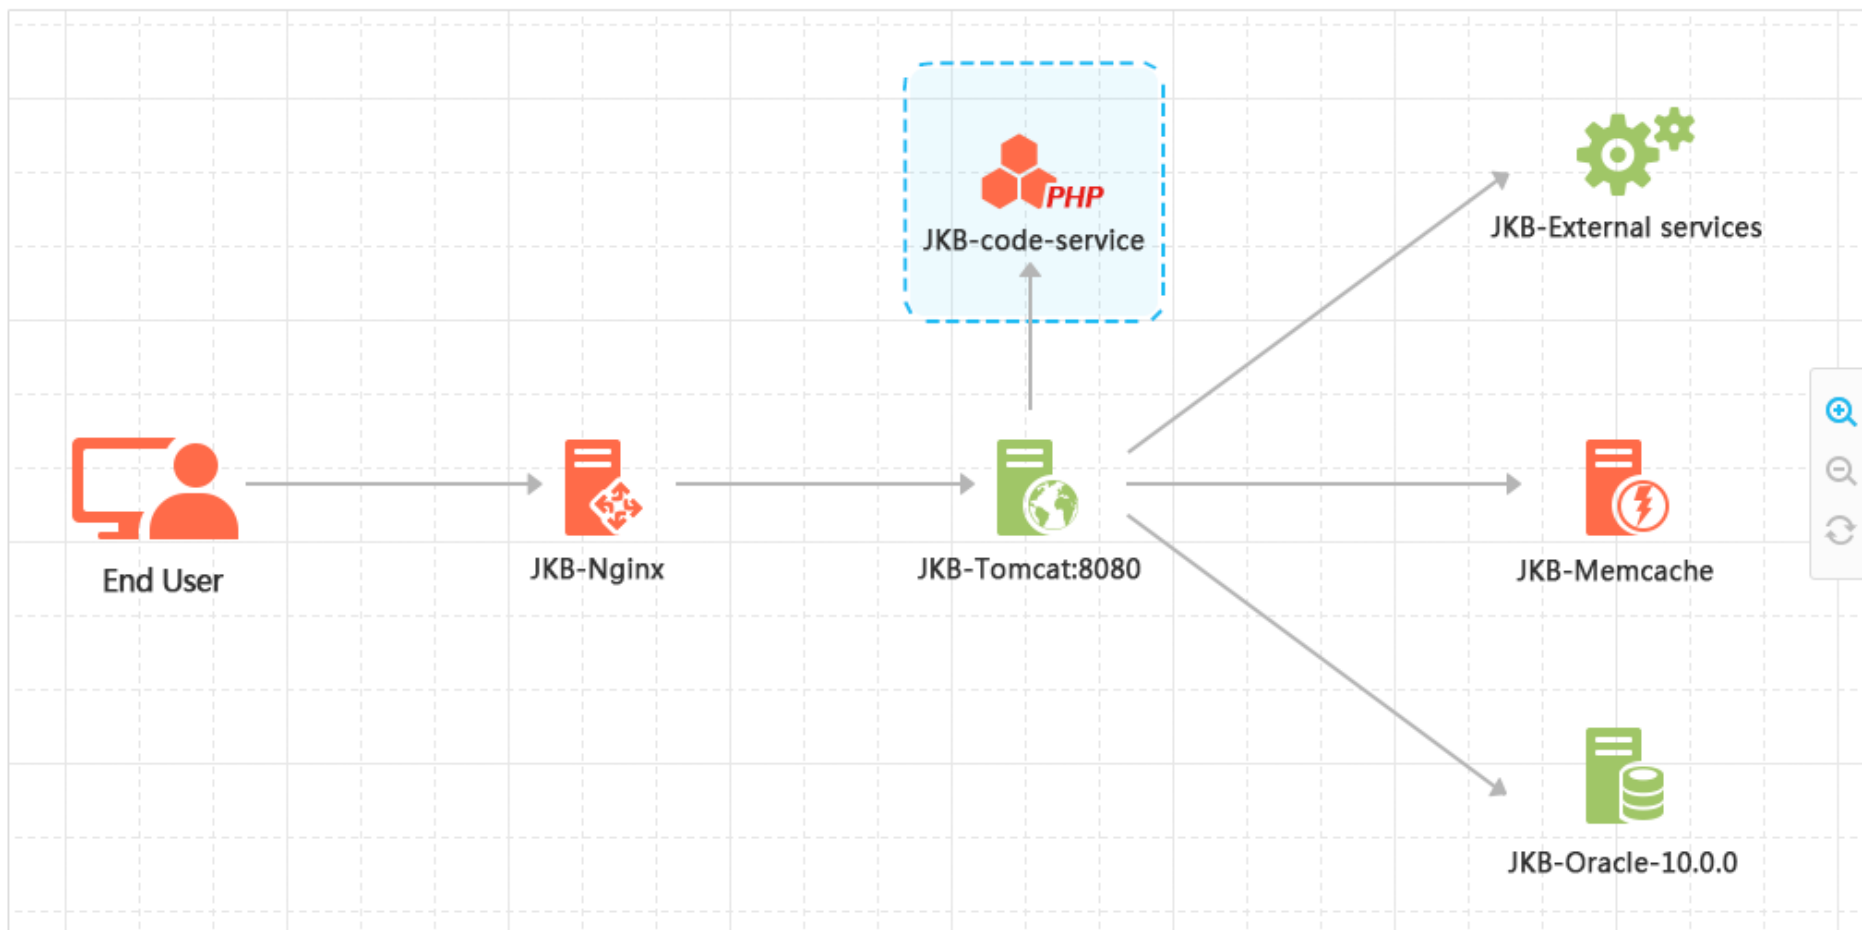 PHP
JKB-code-service
JKB-External services
End User
JKB-Nginx
JKB-Tomcat:8080
JKB-Memcache
JKB-Oracle-10.0.0